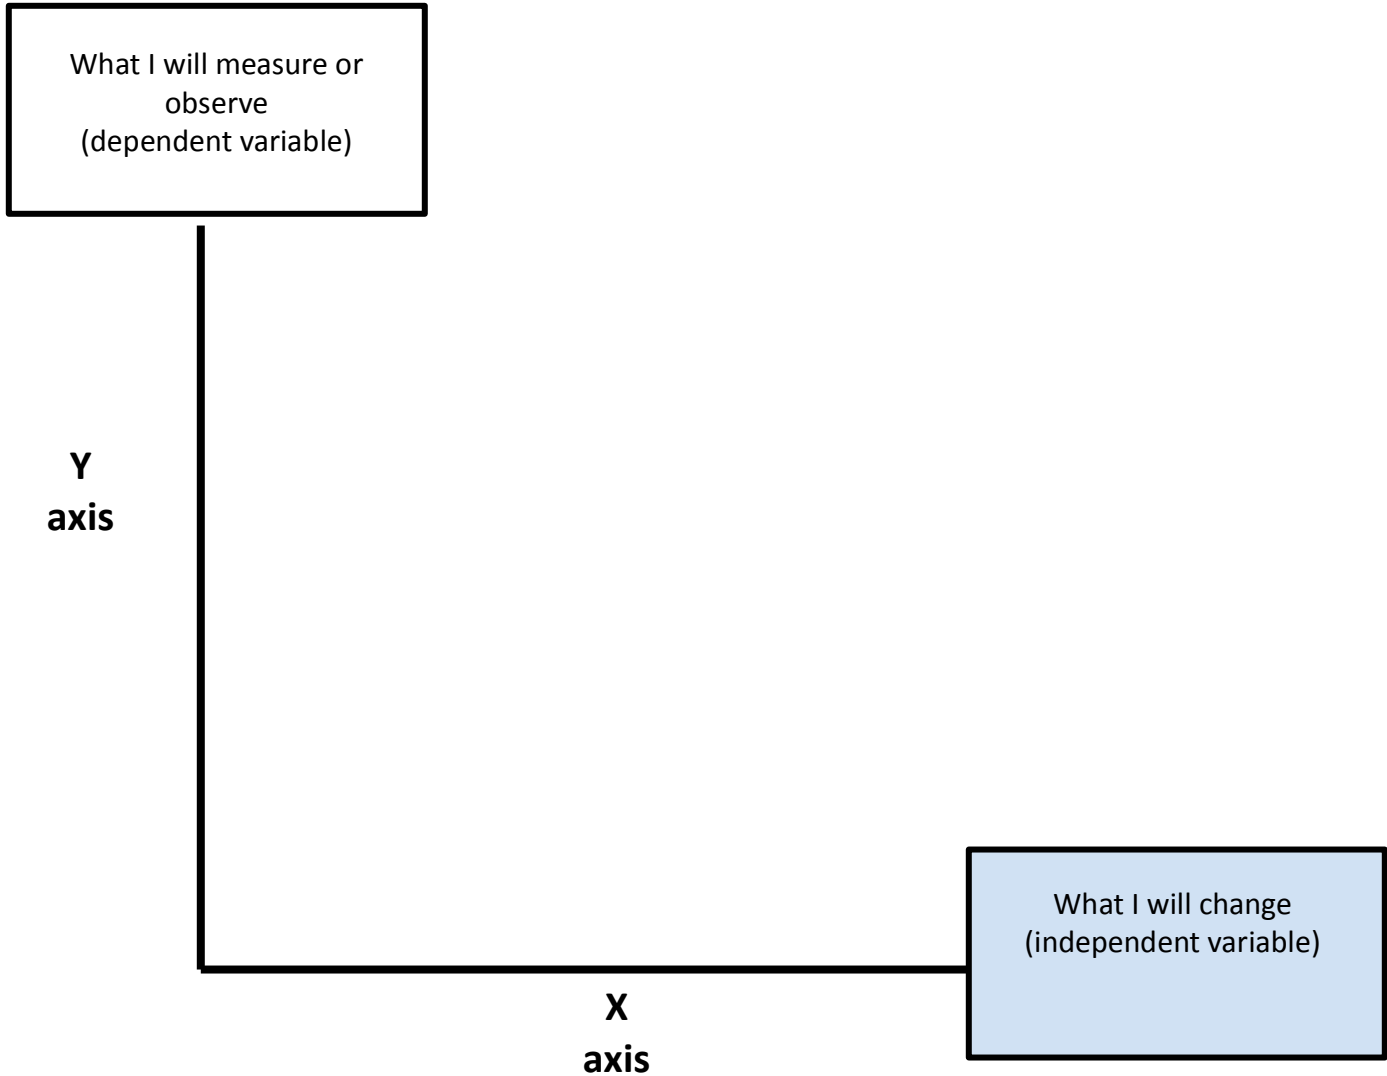 What I will measure or
observe
(dependent variable)
Y
axis
What I will change
(independent variable)
X
axis